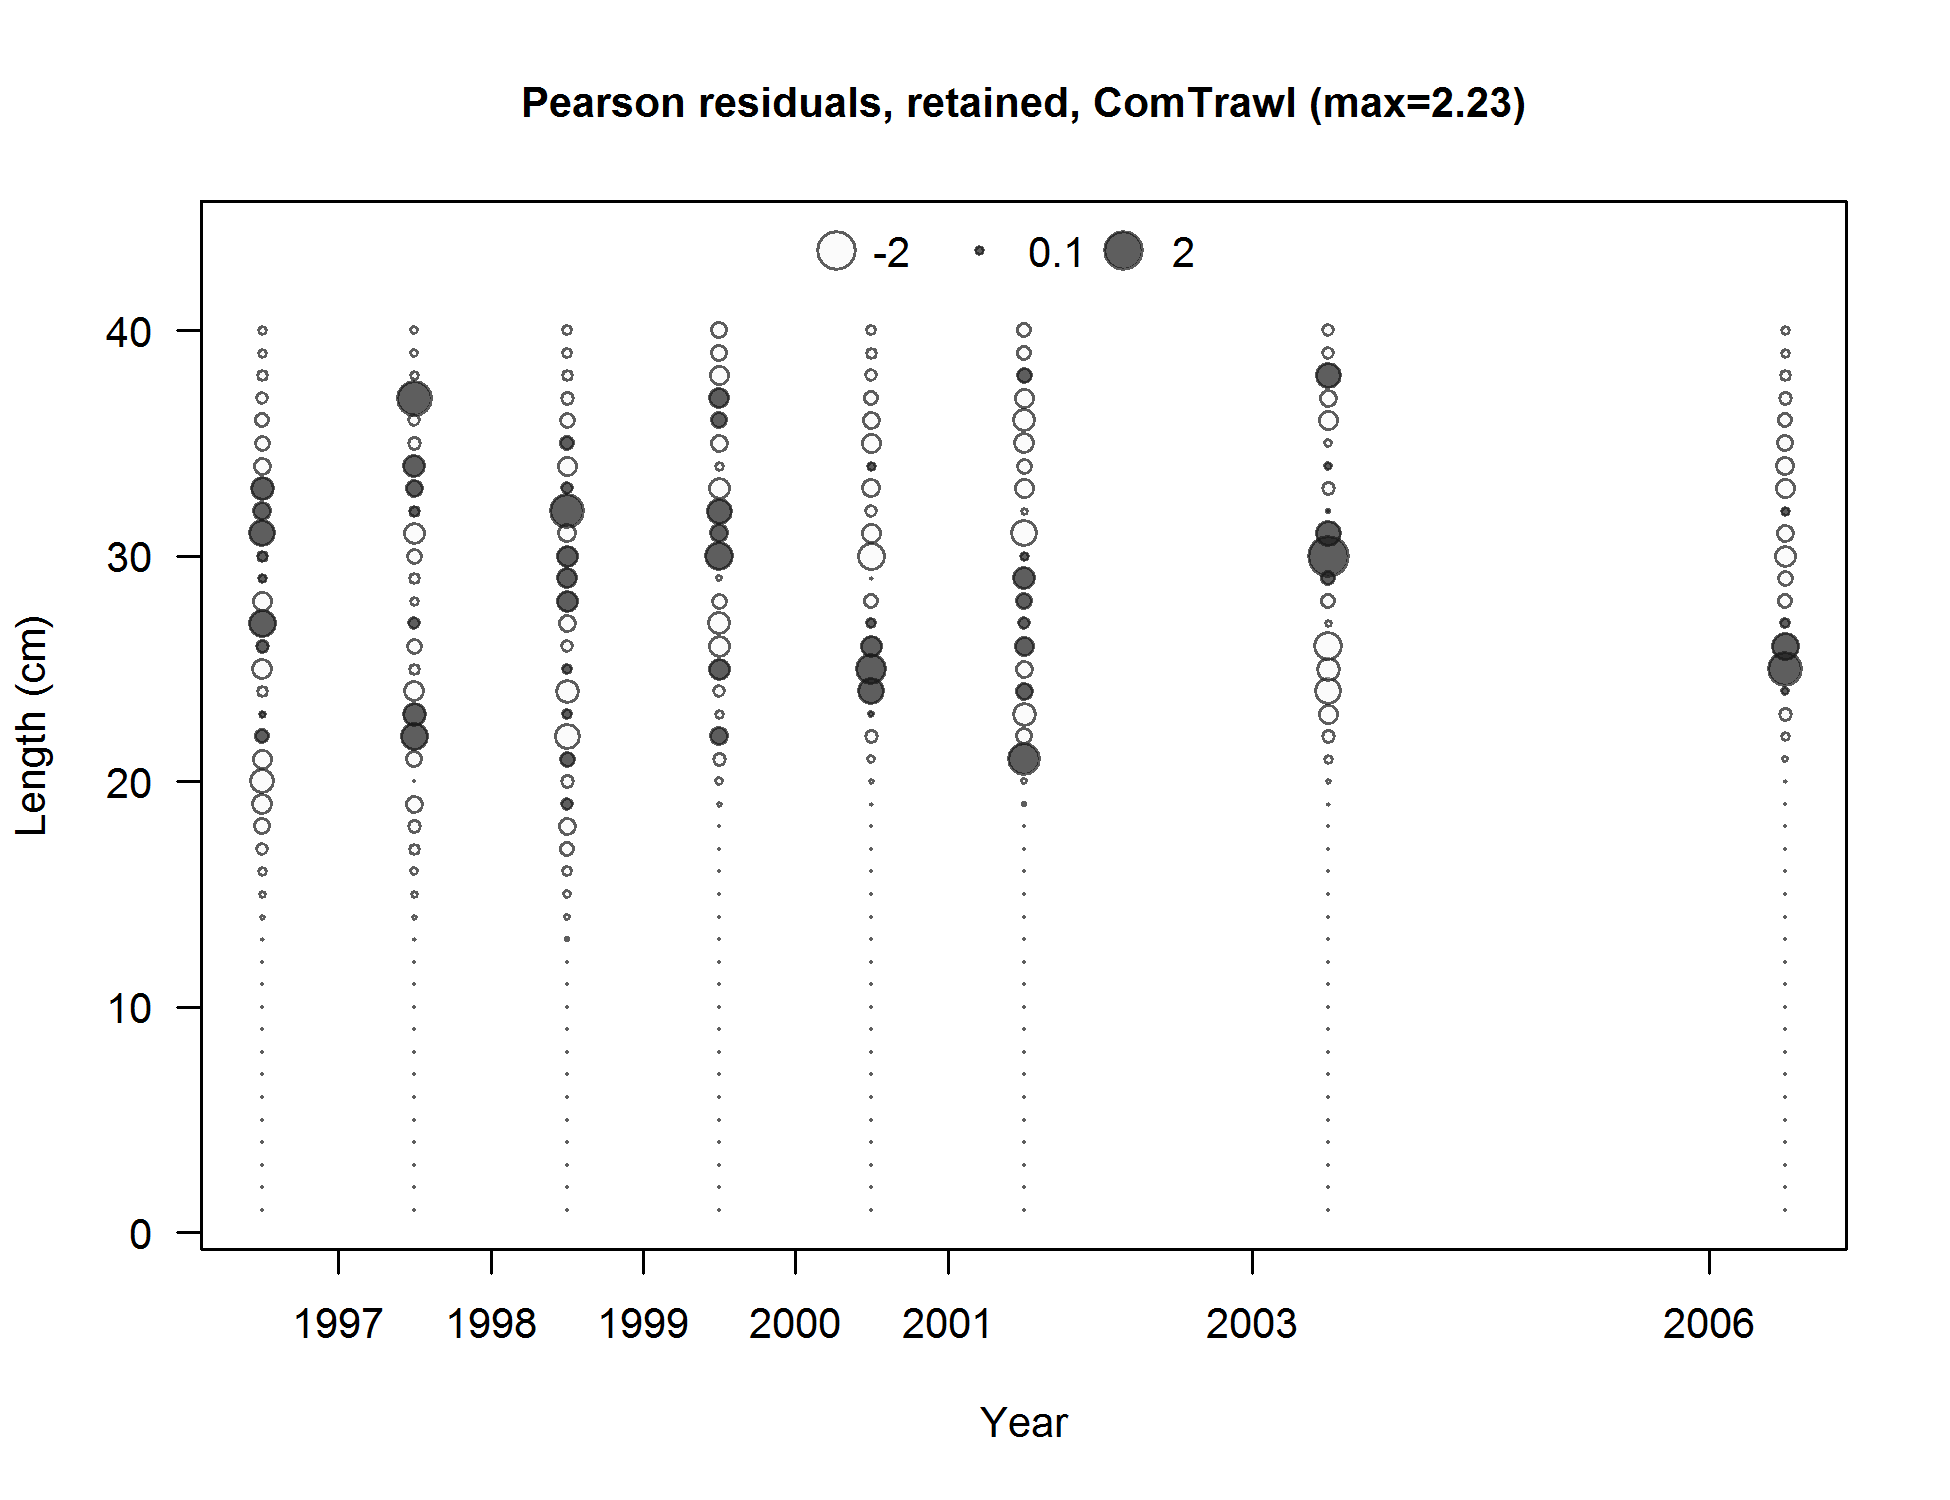 Pearson residuals, retained, ComTrawl (max=2.23)
-2 0.1 2
40
30
20
10
0
Length (cm)
1997 1998 1999 2000 2001 2003 2006
Year